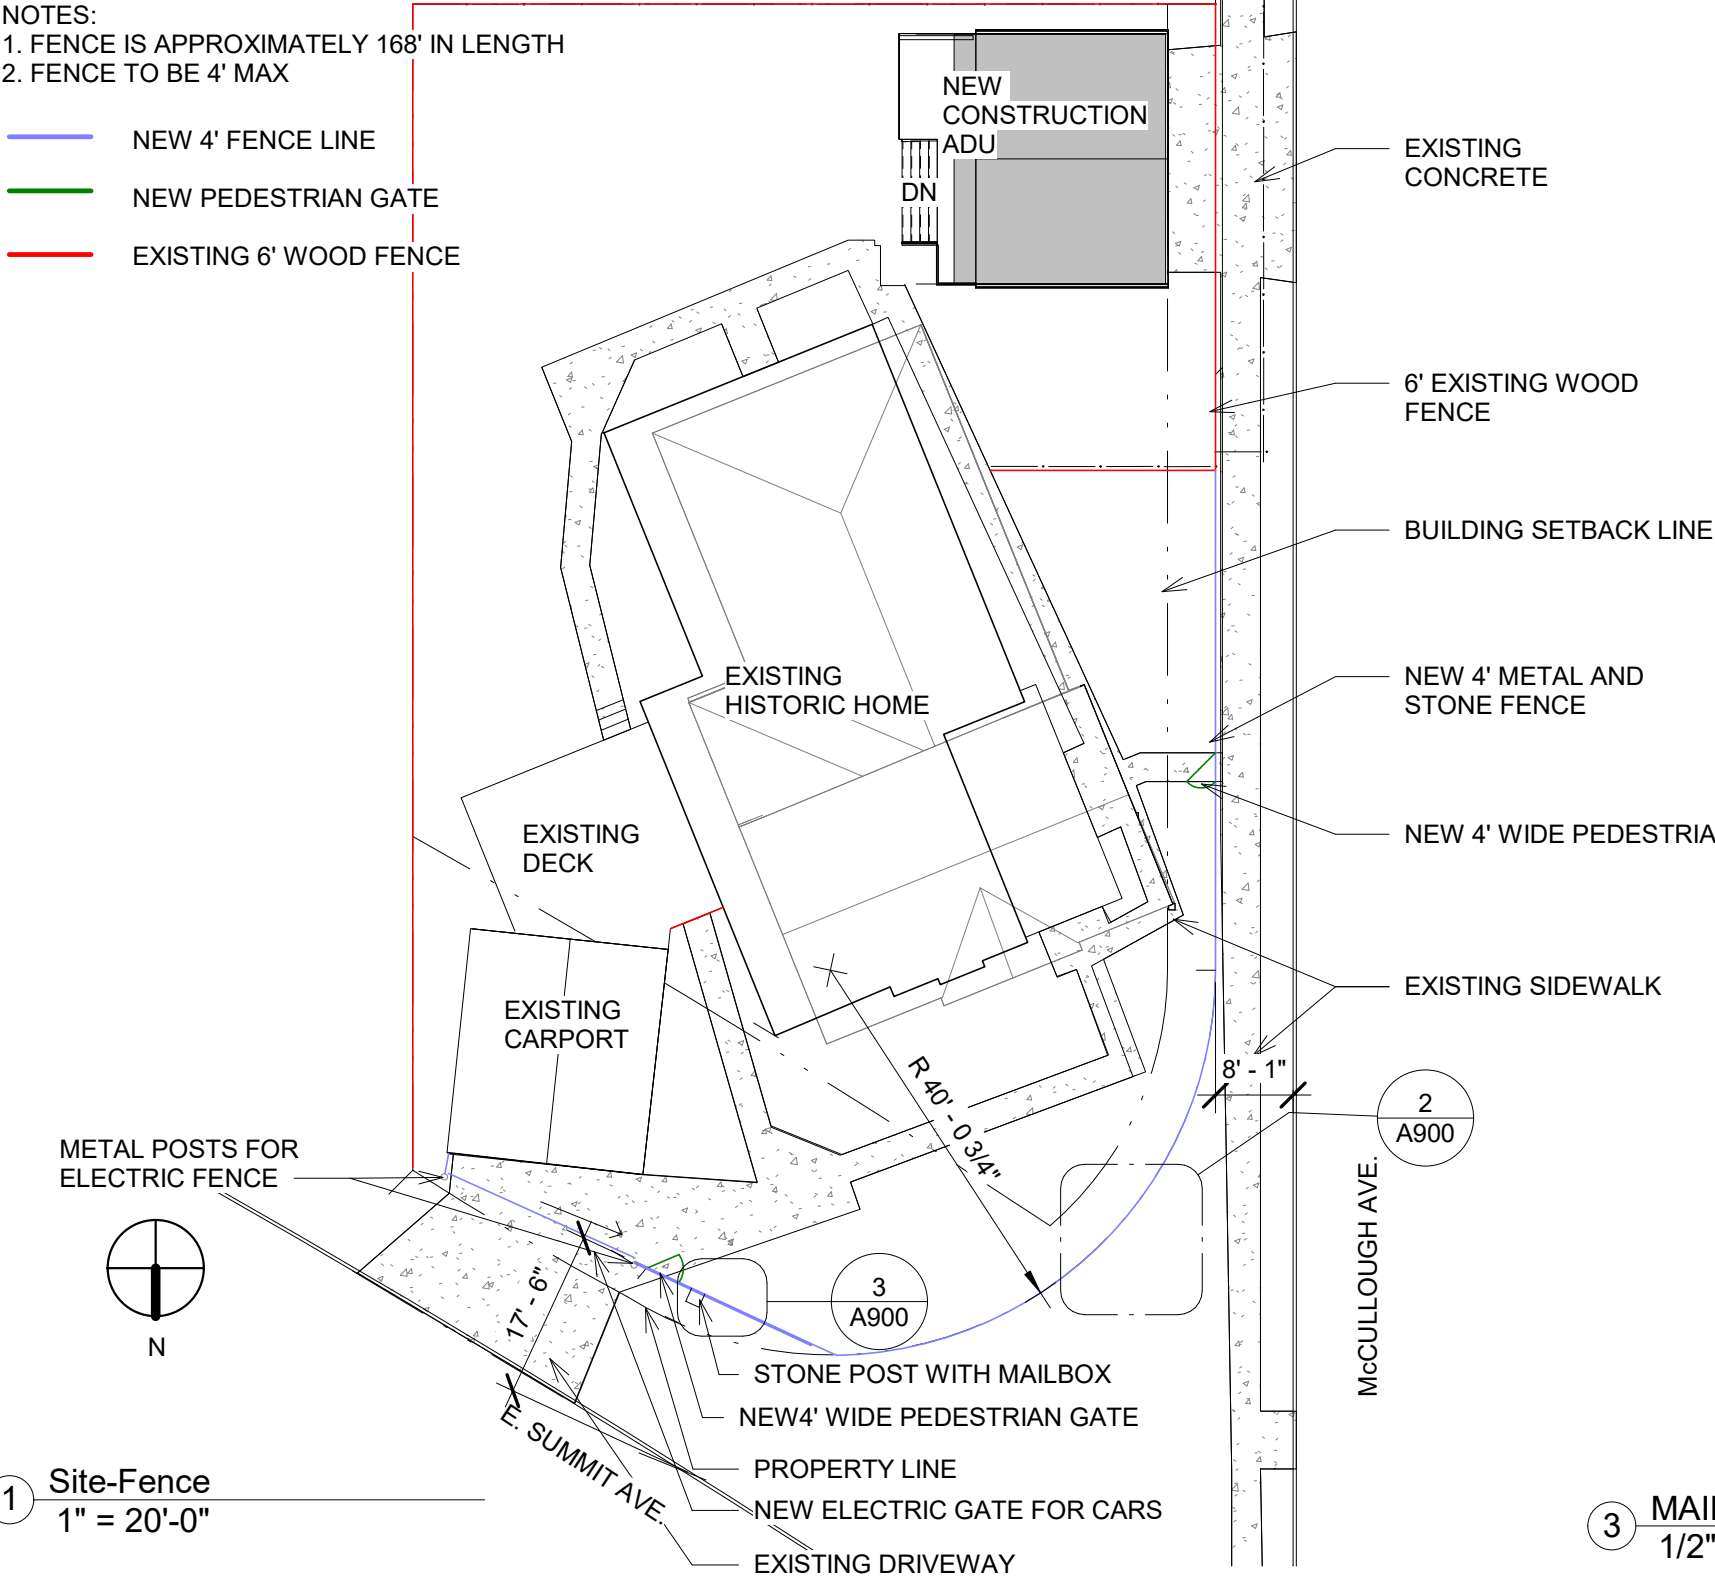 NOTES:
1. FENCE IS APPROXIMATELY 168' IN LENGTH
2. FENCE TO BE 4' MAX
NEW 4' FENCE LINE
NEW PEDESTRIAN GATE
EXISTING 6' WOOD FENCE
NEW
CONSTRUCTION
ADU
DN
EXISTING
CONCRETE
6' EXISTING WOOD
FENCE
BUILDING SETBACK LINE
EXISTING
HISTORIC HOME
NEW 4' METAL AND
STONE FENCE
EXISTING
DECK
NEW 4' WIDE PEDESTRIA
EXISTING
CARPORT
EXISTING SIDEWALK
R 40' - 0 3/4"
8' - 1"
2
A900
METAL POSTS FOR
ELECTRIC FENCE
McCULLOUGH AVE.
N
17' - 6"
3
A900
STONE POST WITH MAILBOX
NEW4' WIDE PEDESTRIAN GATE
E. SUMMIT AVE.
PROPERTY LINE
NEW ELECTRIC GATE FOR CARS
EXISTING DRIVEWAY
1
Site-Fence
1" = 20'-0"
3
MAI
1/2"